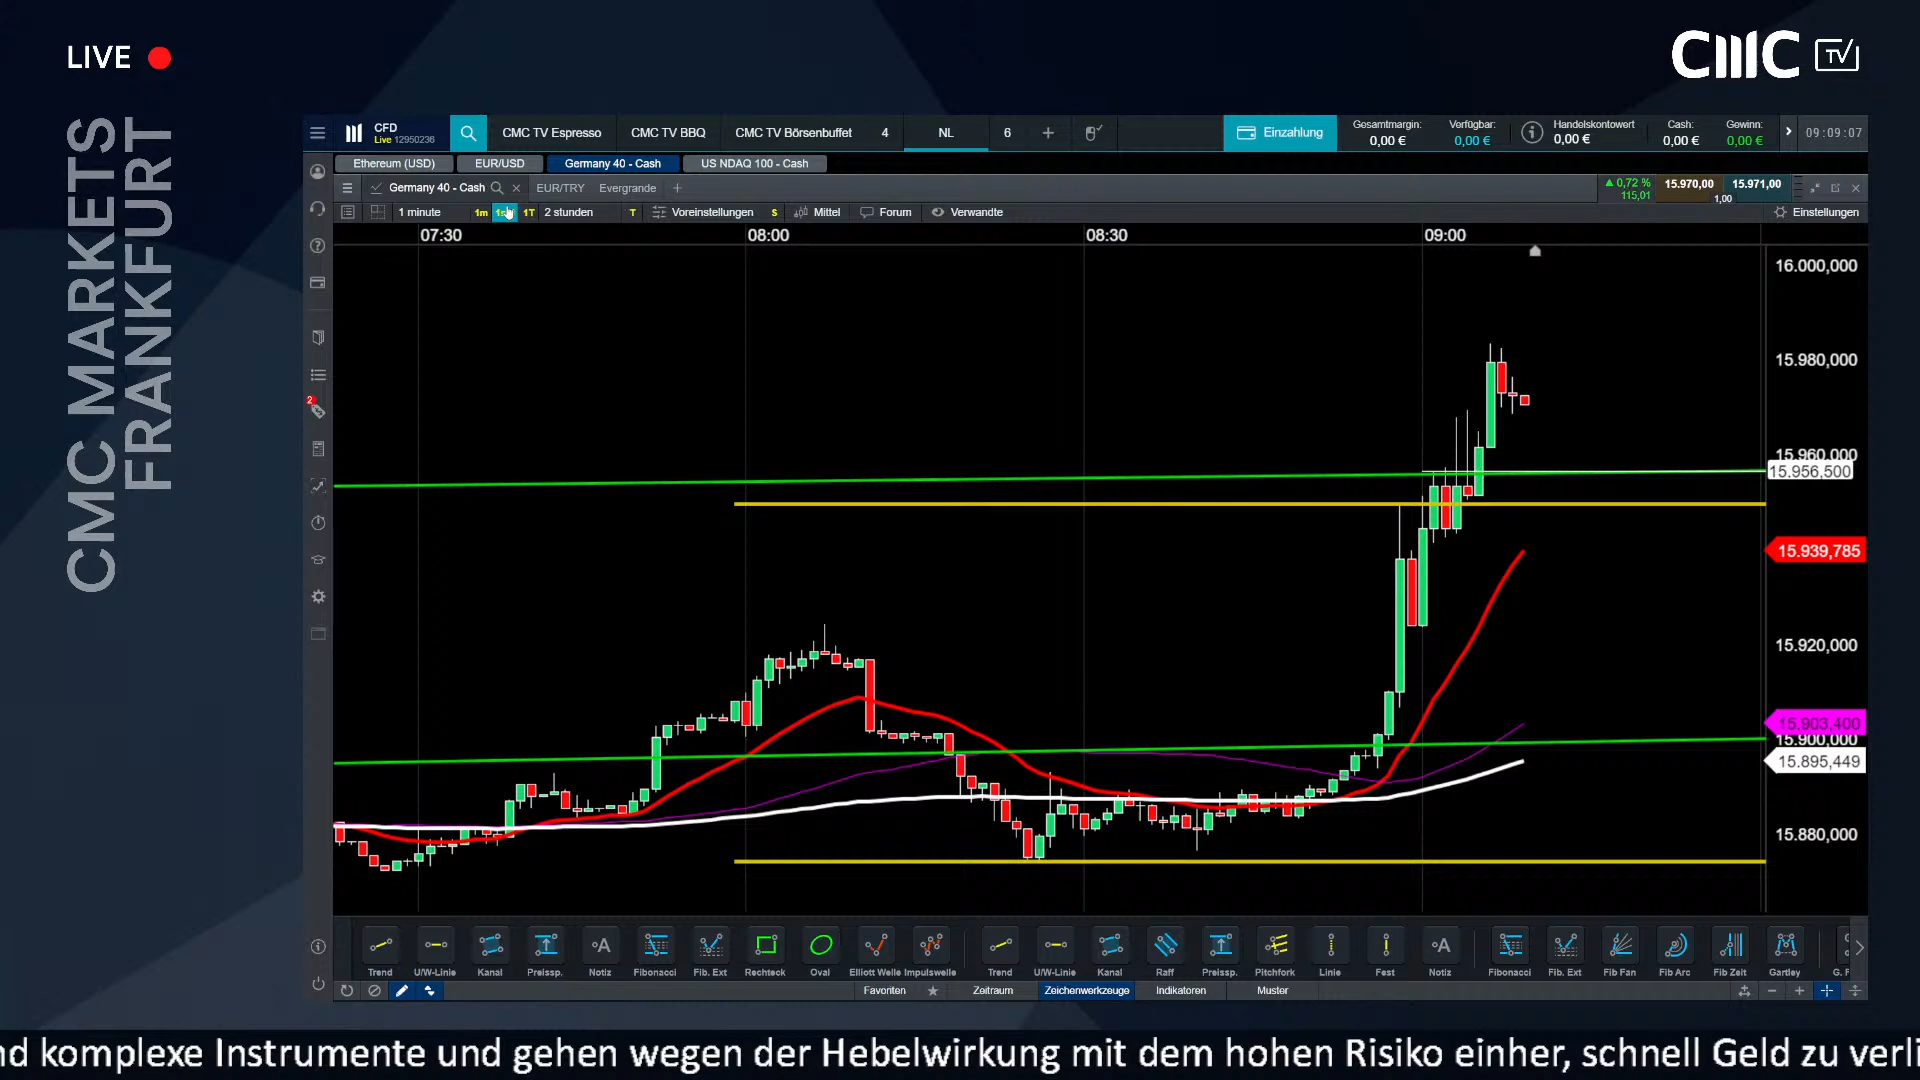 LIVE
CMC TV
CMC MARKETS
FRANKFURT
CFD
Live 12950236
CMC TV Espresso
CMC TV BBQ
CMC TV Börsenbuffet
4
NL
6
Einzahlung
Gesamtmargin:
0,00 €
Verfügbar:
0,00 €
Handelskontowert
0,00 €
Cash:
0,00 €
Gewinn:
0,00 €
09:09:07
Ethereum (USD)
EUR/USD
Germany 40 - Cash
US NDAQ 100 - Cash
Germany 40 - Cash
EUR/TRY
Evergrande
0,72 %
115,01
15.970,00
15.971,00
1,00
1 minute
1m
1T
2 stunden
T
Voreinstellungen
S
Mittel
Forum
Verwandte
Einstellungen
07:30
08:00
08:30
09:00
16.000,000
15.980,000
15.960,000
15.956,500
15.939,785
15.920,000
15.903,400
15.900,000
15.895,449
15.880,000
2
Trend
U/W-Linie
Kanal
Preissp.
Notiz
Fibonacci
Fib. Ext
Rechteck
Oval
Elliott Welle
Impulswelle
Trend
U/W-Linie
Kanal
Raff
Preissp.
Pitchfork
Linie
Fest
Notiz
Fibonacci
Fib. Ext
Fib Fan
Fib Arc
Fib Zeit
Gartley
Favoriten
Zeitraum
Zeichenwerkzeuge
Indikatoren
Muster
nd komplexe Instrumente und gehen wegen der Hebelwirkung mit dem hohen Risiko einher, schnell Geld zu verli